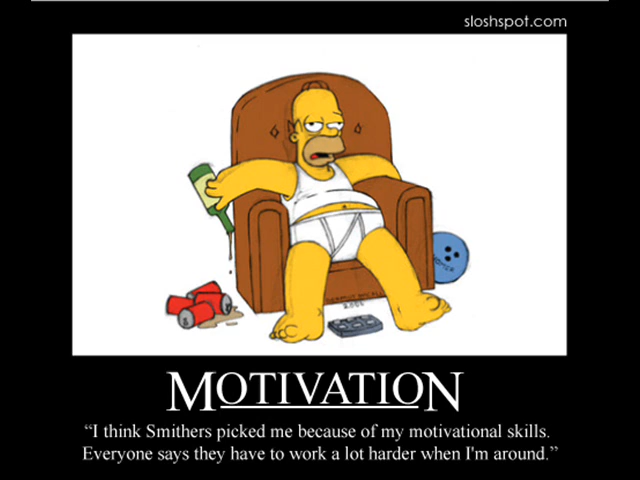 sloshspot.com
MOTIVATION
“I think Smithers picked me because of my motivational skills.
Everyone says they have to work a lot harder when I'm around.”